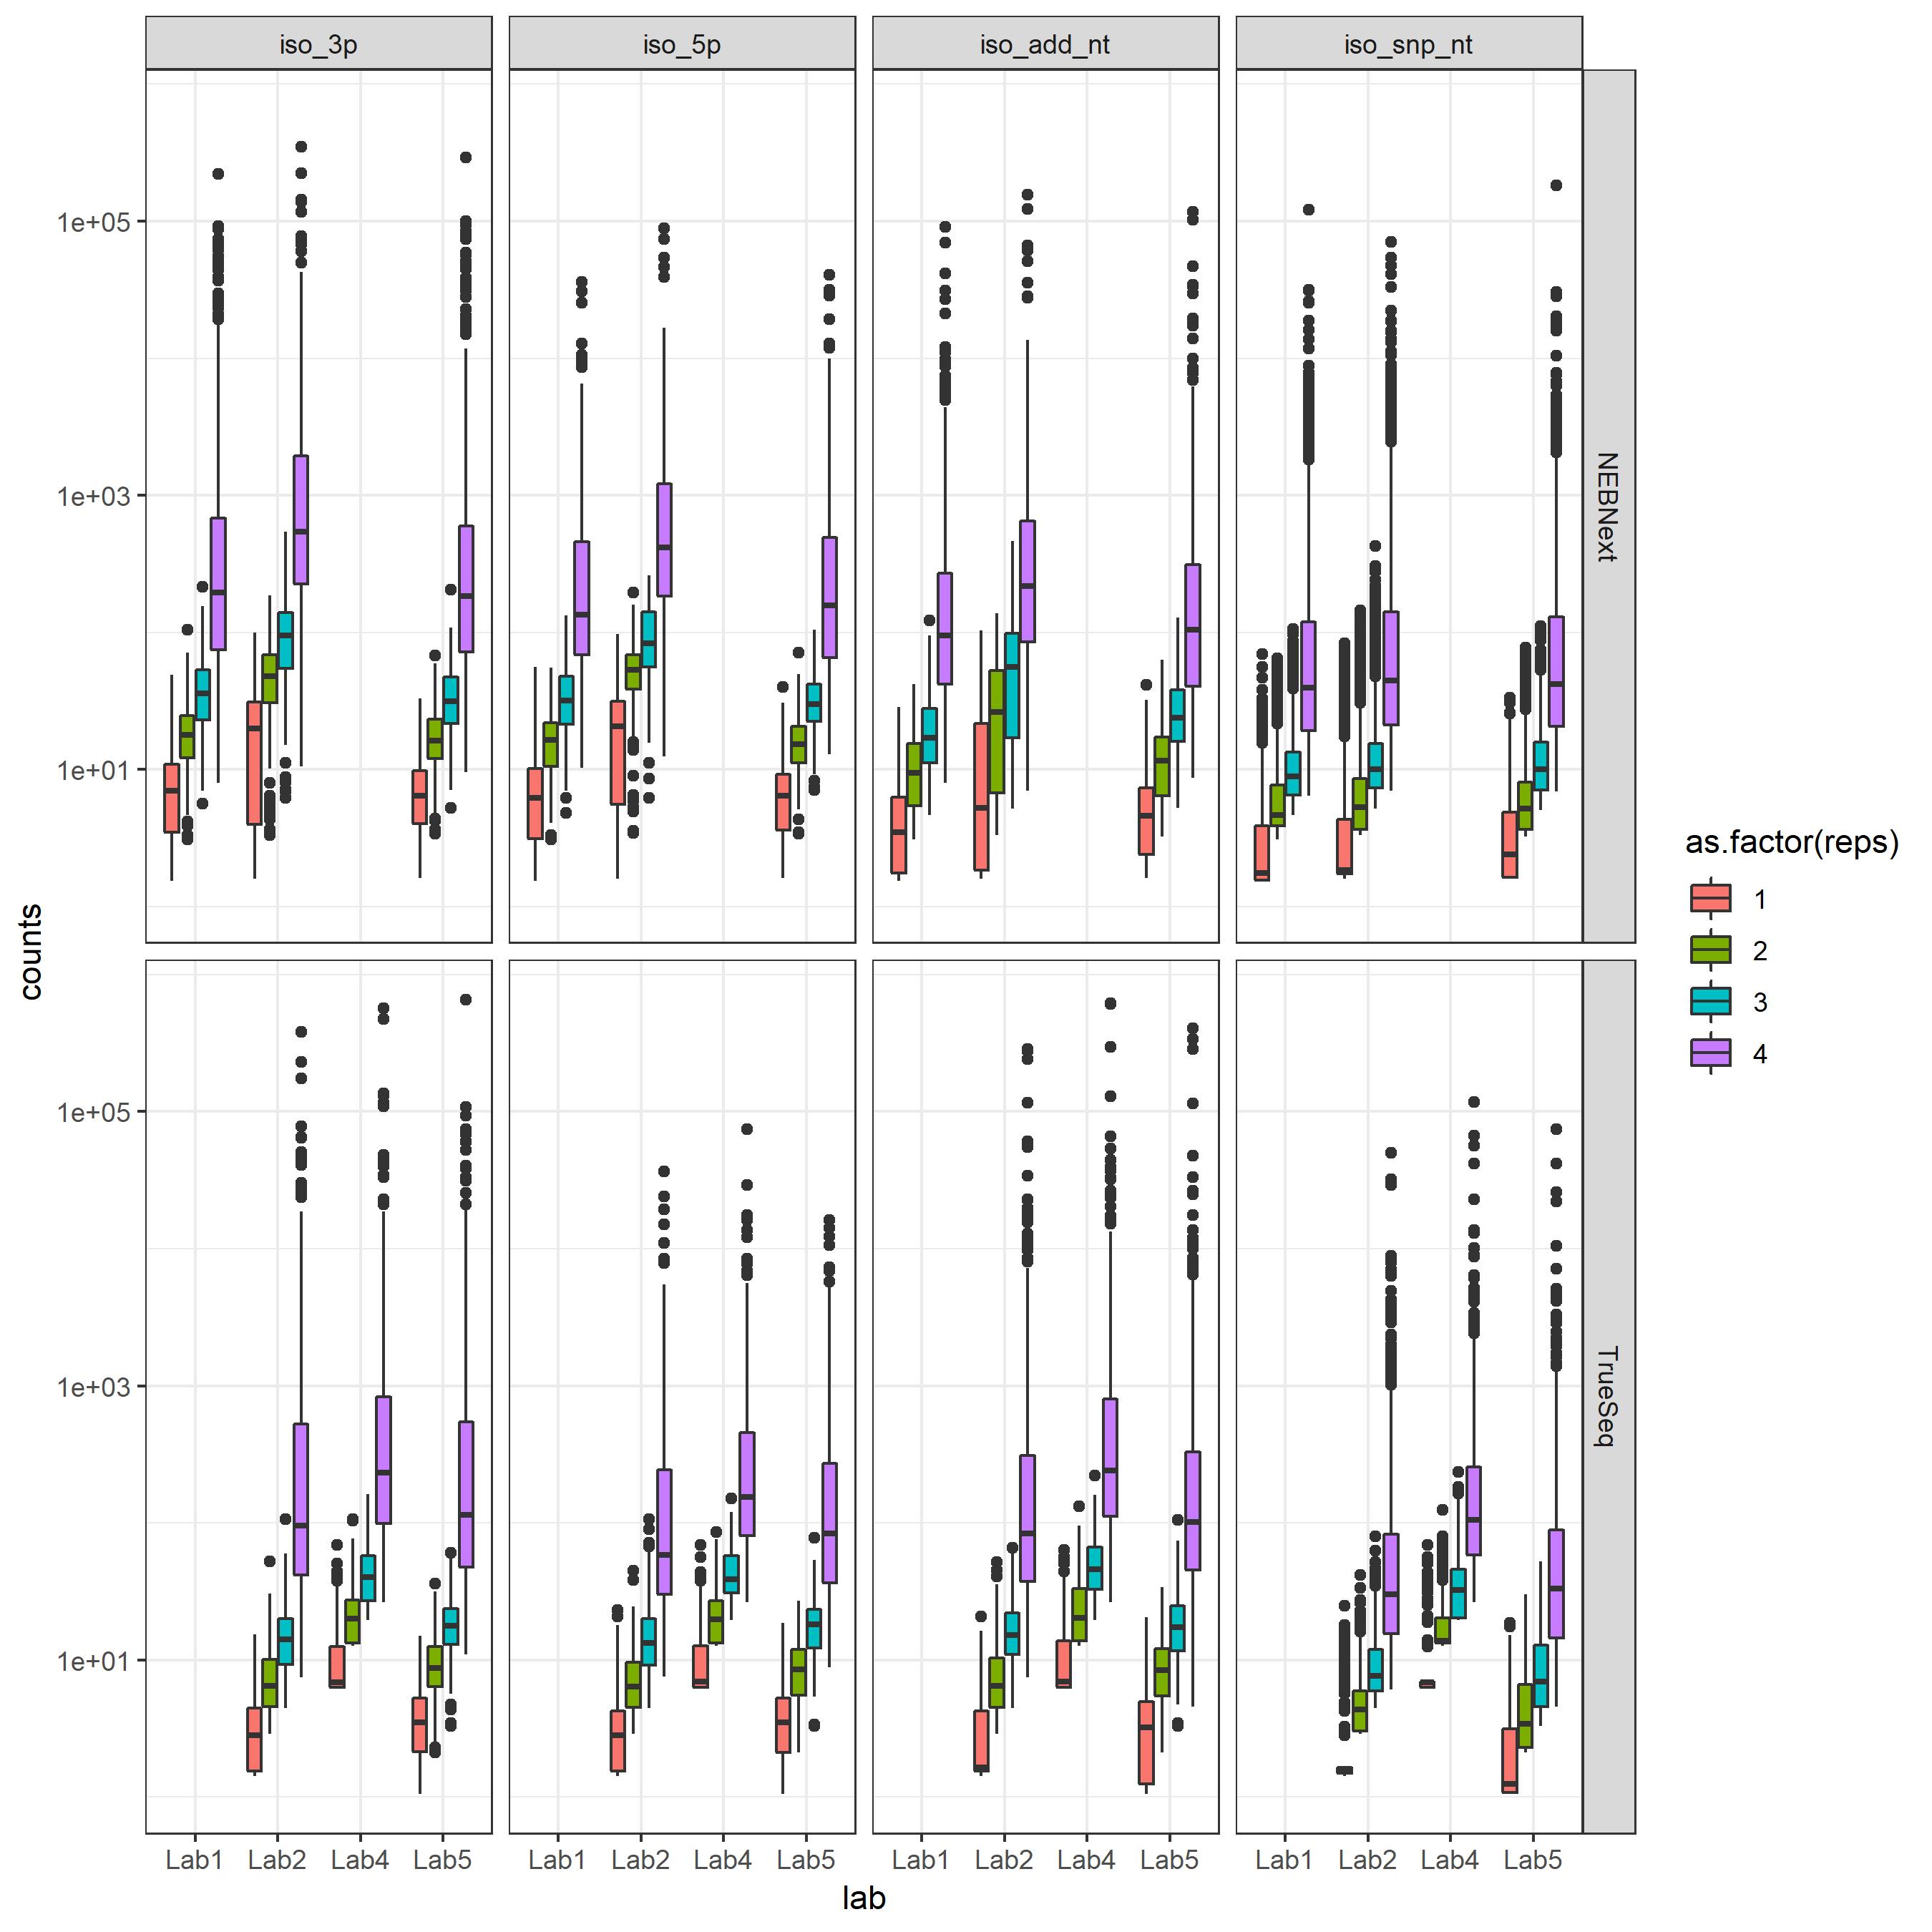 iso_3p iso_5p iso_add_nt iso_snp_nt
1e+05
1e+03
1e+01
NEBNext
counts
1e+05
1e+03
1e+01
TrueSeq
Lab1 Lab2 Lab4 Lab5 Lab1 Lab2 Lab4 Lab5 Lab1 Lab2 Lab4 Lab5 Lab1 Lab2 Lab4 Lab5
lab
as.factor(reps)
1
2
3
4